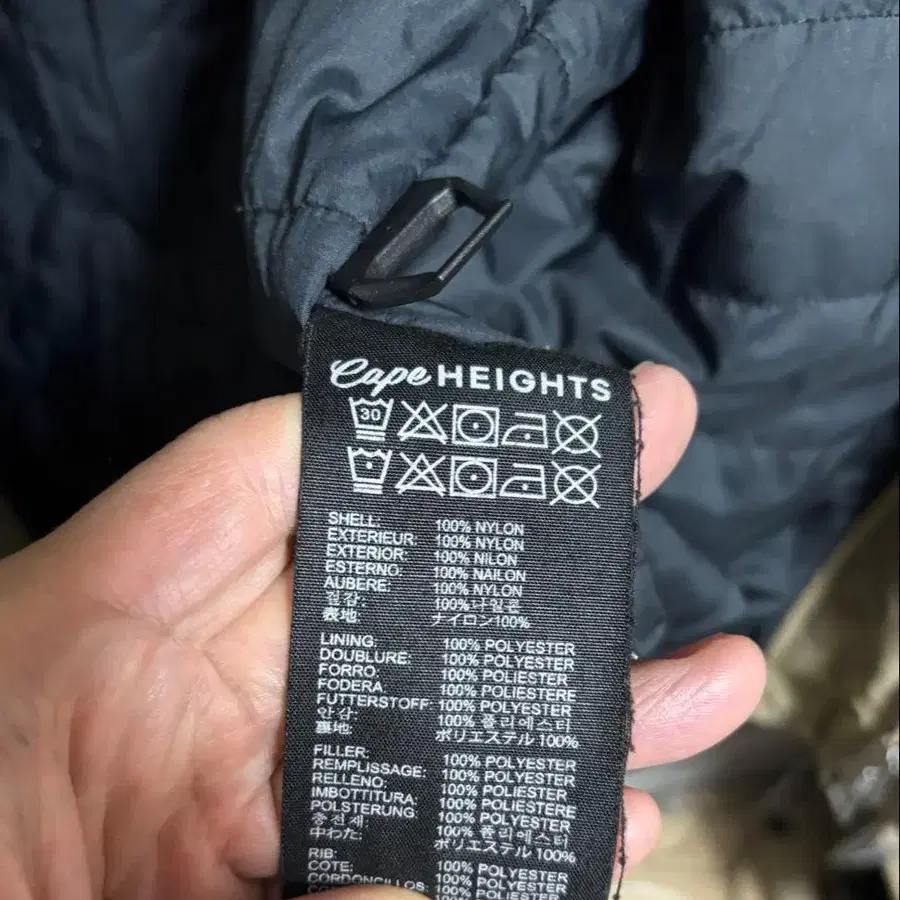 Cape HEIGHTS
30
SHELL: 100% NYLON
EXTERIEUR: 100% NYLON
EXTERIOR: 100% NILON
ESTERNO: 100% NAILON
AUBERE: 100% NYLON
겉감: 100%나일론
表地: ナイロン100%
LINING: 100% POLYESTER
DOUBLURE: 100% POLYESTER
FORRO: 100% POLIESTER
FODERA 100% POLIESTERE
FUTTERSTOFF: 100% POLYESTER
안감: 100% 폴리에스터
裏地: ポリエステル 100%
FILLER: 100% POLYESTER
REMPLISSAGE: 100% POLYESTER
RELLENO: 100% POLIESTER
IMBOTTITURA: 100% POLIESTERE
POLSTERUNG: 100% POLYESTER
충전재: 100% 폴리에스터
中わた: ポリエステル 100%
RIB: 100% POLYESTER
COTE: 100% POLYESTER
CORDONCILLOS: 100% POLIESTER